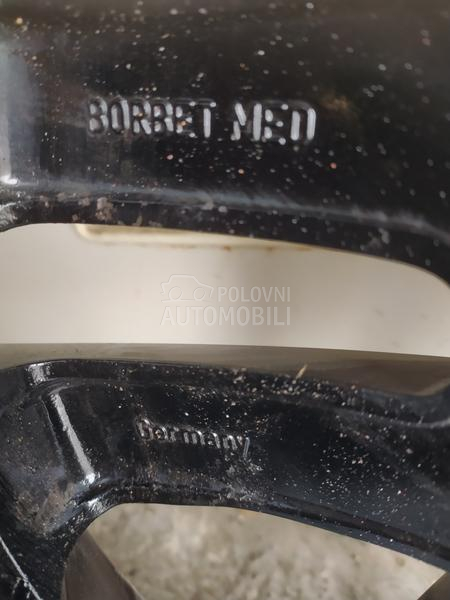 BORBET MED
POLOVNI
AUTOMOBILI
Germany